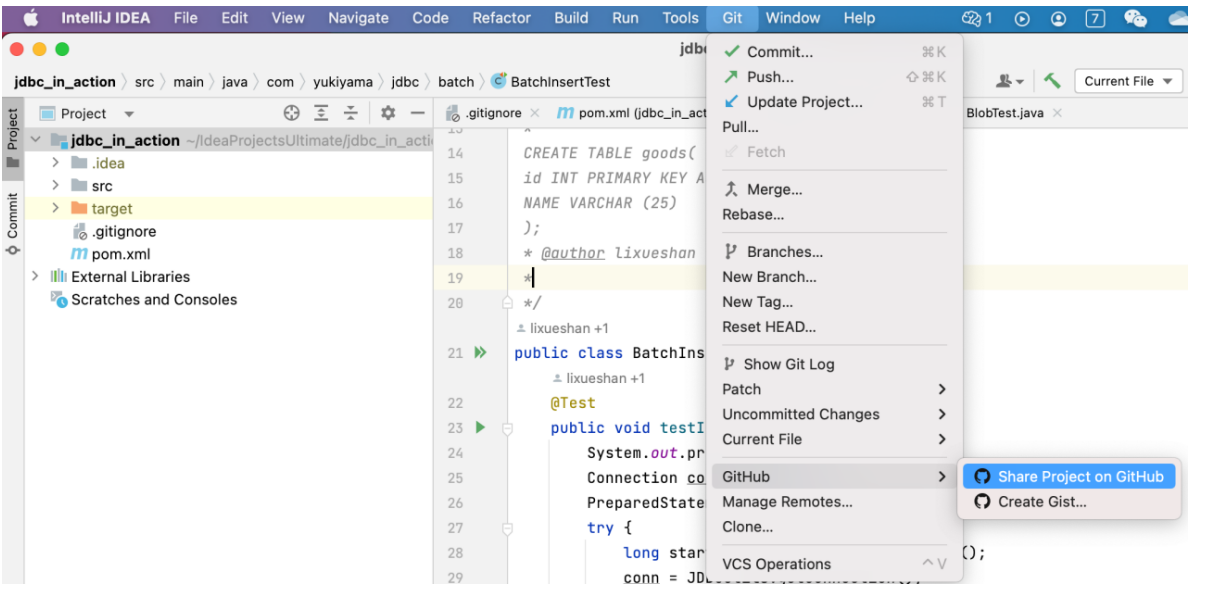 IntelliJ IDEA File Edit View Navigate Code Refactor Build Run Tools Git Window Help 1 7
jdbc_in_action src main java com yukiyama jdbc batch BatchInsertTest
Current File
Project
.gitignore
pom.xml (jdbc_in_act
BlobTest.java
Project
Commit
jdbc_in_action ~/IdeaProjectsUltimate/jdbc_in_acti
.idea
src
target
.gitignore
pom.xml
External Libraries
Scratches and Consoles
14 CREATE TABLE goods(
15 id INT PRIMARY KEY A
16 NAME VARCHAR (25)
17 );
18 * @author lixueshan
19 *
20 */
lixueshan +1
21 public class BatchIns
lixueshan +1
22 @Test
23 public void testI
24 System.out.pr
25 Connection co
26 PreparedState
27 try {
28 long star ();
29 conn = JD
Commit... ⌘K
Push... ⇧⌘K
Update Project... ⌘T
Pull...
Fetch
Merge...
Rebase...
Branches...
New Branch...
New Tag...
Reset HEAD...
Show Git Log
Patch
Uncommitted Changes
Current File
GitHub
Manage Remotes...
Clone...
VCS Operations ^V
Share Project on GitHub
Create Gist...